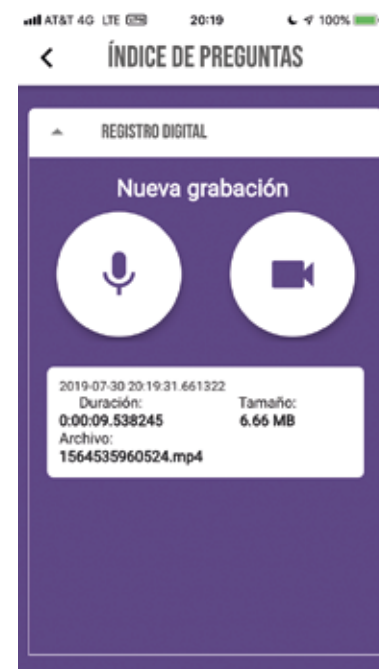 AT&T 4G LTE 20:19 100%
ÍNDICE DE PREGUNTAS
REGISTRO DIGITAL
Nueva grabación
2019-07-30 20:19:31.661322
Duración: Tamaño:
0:00:09.538245 6.66 MB
Archivo:
1564535960524.mp4